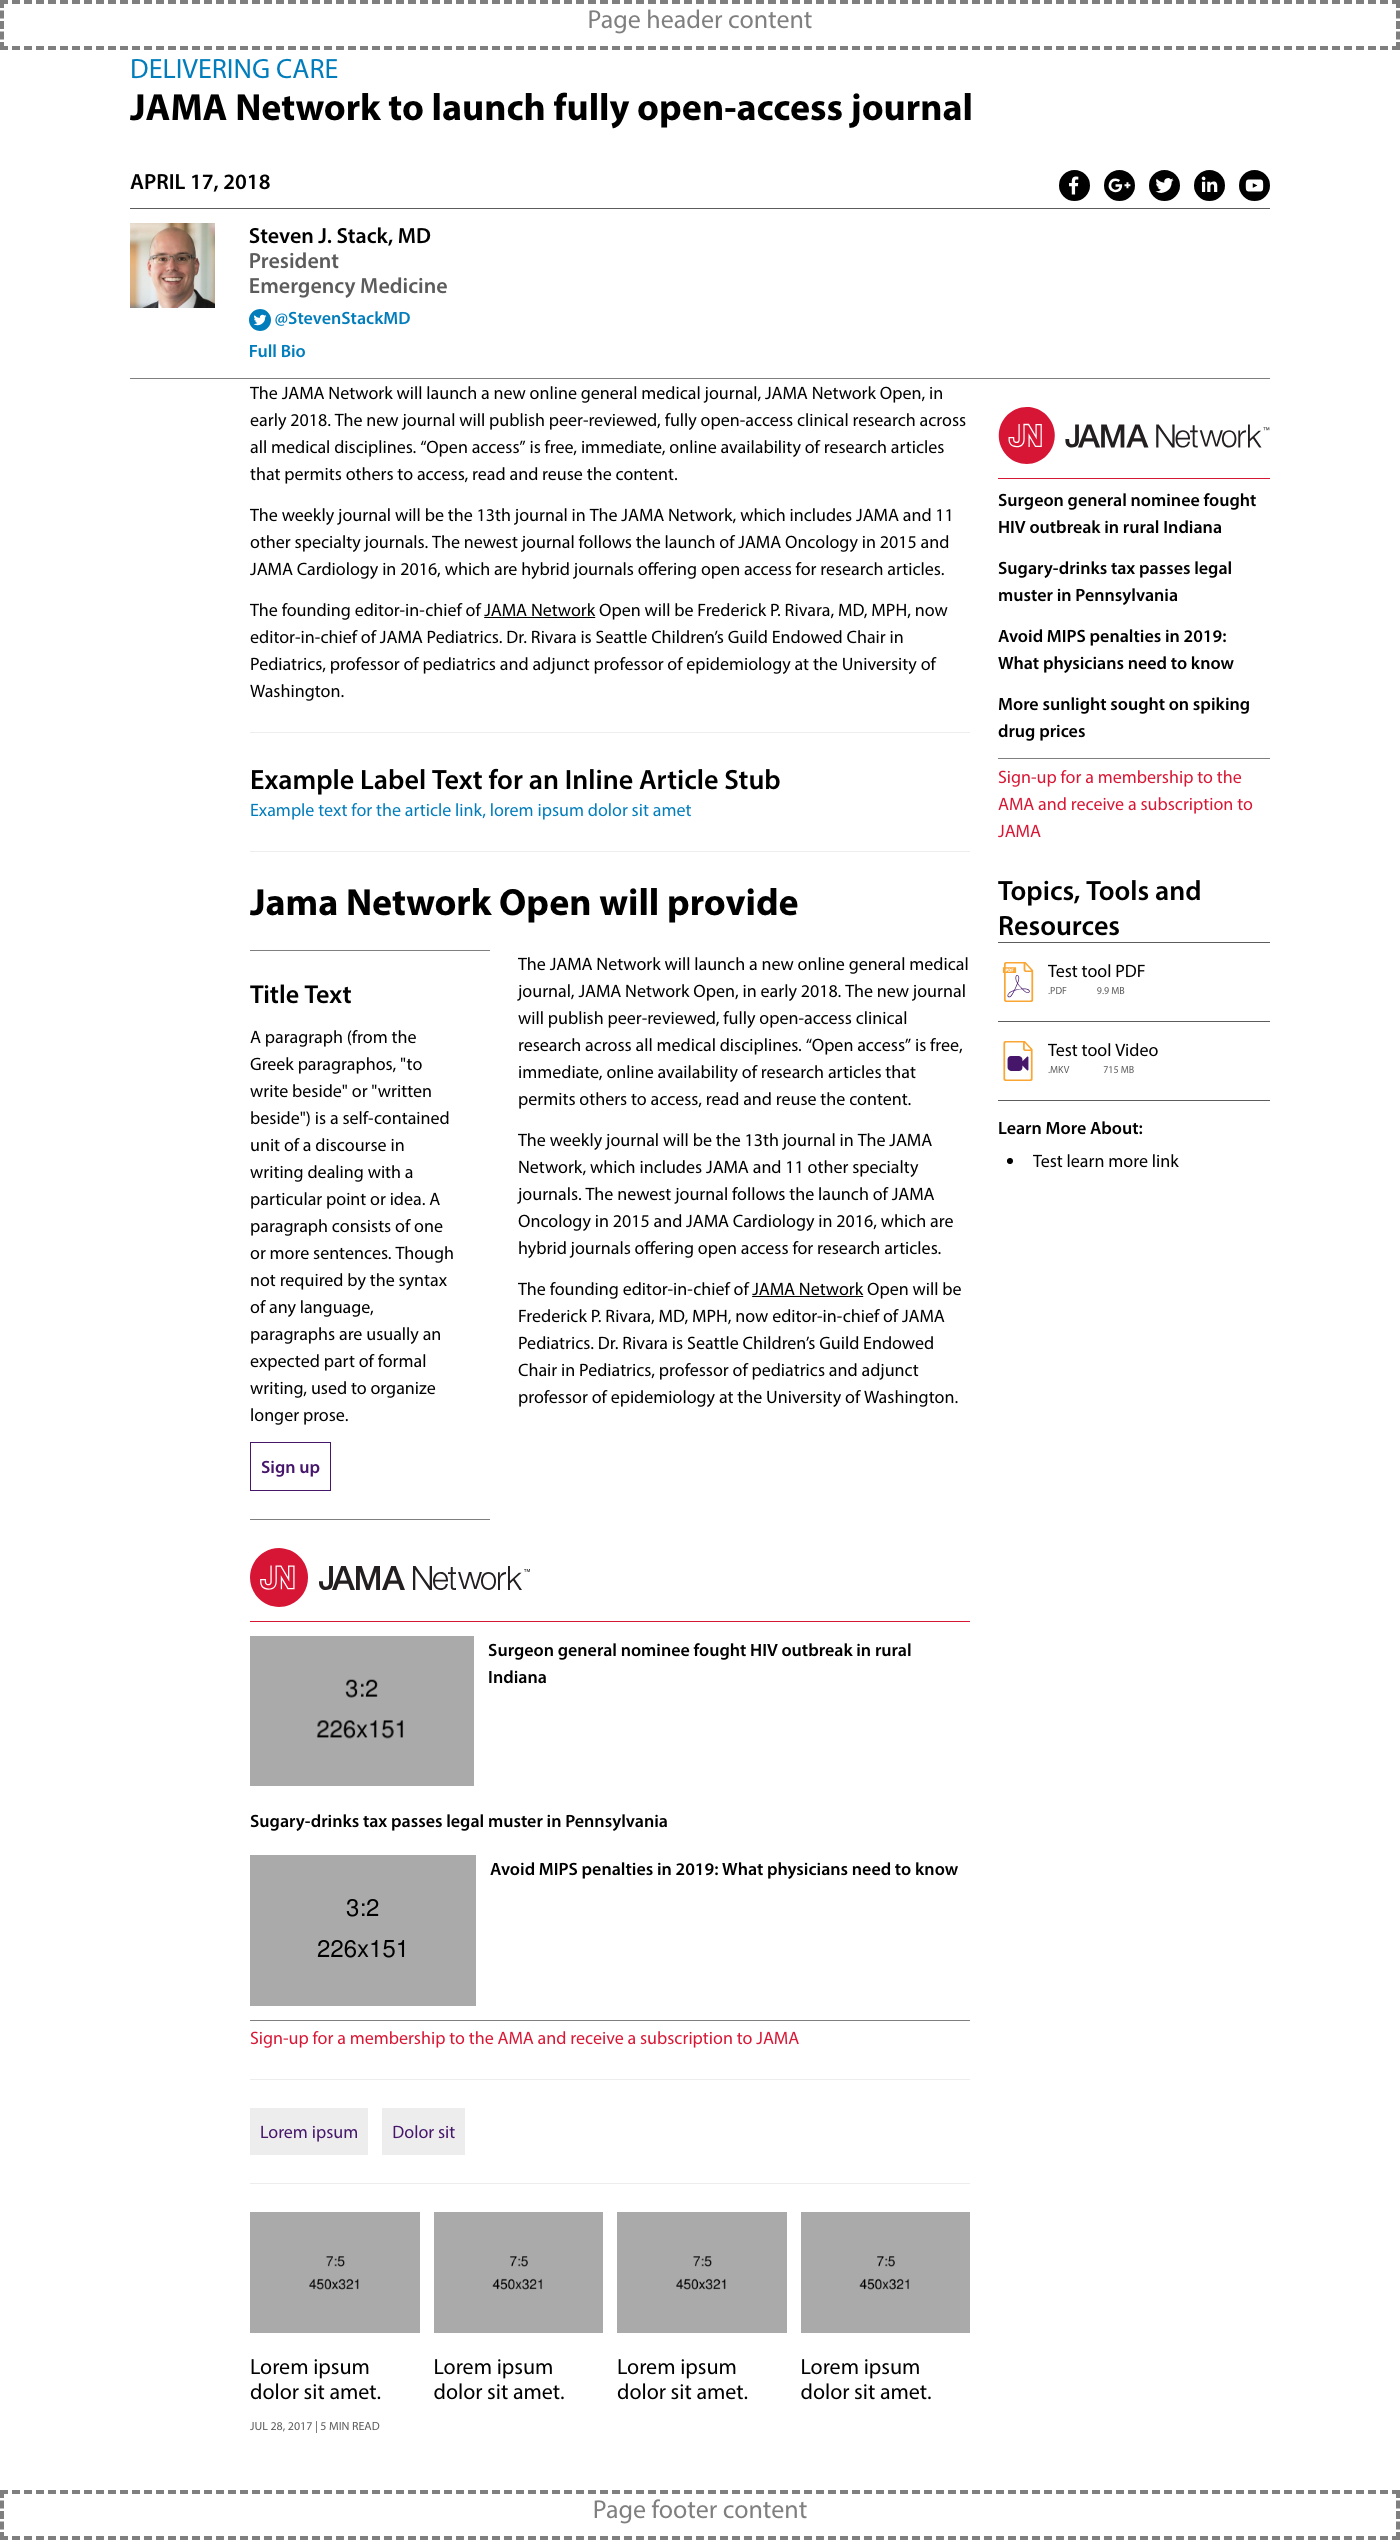 Page header content
DELIVERING CARE
JAMA Network to launch fully open-access journal
APRIL 17, 2018
Steven J. Stack, MD
President
Emergency Medicine
@StevenStackMD
Full Bio
The JAMA Network will launch a new online general medical journal, JAMA Network Open, in
early 2018. The new journal will publish peer-reviewed, fully open-access clinical research across
all medical disciplines. “Open access” is free, immediate, online availability of research articles
that permits others to access, read and reuse the content.
The weekly journal will be the 13th journal in The JAMA Network, which includes JAMA and 11
other specialty journals. The newest journal follows the launch of JAMA Oncology in 2015 and
JAMA Cardiology in 2016, which are hybrid journals offering open access for research articles.
The founding editor-in-chief of JAMA Network Open will be Frederick P. Rivara, MD, MPH, now
editor-in-chief of JAMA Pediatrics. Dr. Rivara is Seattle Children’s Guild Endowed Chair in
Pediatrics, professor of pediatrics and adjunct professor of epidemiology at the University of
Washington.
Example Label Text for an Inline Article Stub
Example text for the article link, lorem ipsum dolor sit amet
Jama Network Open will provide
Title Text
A paragraph (from the
Greek paragraphos, "to
write beside" or "written
beside") is a self-contained
unit of a discourse in
writing dealing with a
particular point or idea. A
paragraph consists of one
or more sentences. Though
not required by the syntax
of any language,
paragraphs are usually an
expected part of formal
writing, used to organize
longer prose.
Sign up
The JAMA Network will launch a new online general medical
journal, JAMA Network Open, in early 2018. The new journal
will publish peer-reviewed, fully open-access clinical
research across all medical disciplines. “Open access” is free,
immediate, online availability of research articles that
permits others to access, read and reuse the content.
The weekly journal will be the 13th journal in The JAMA
Network, which includes JAMA and 11 other specialty
journals. The newest journal follows the launch of JAMA
Oncology in 2015 and JAMA Cardiology in 2016, which are
hybrid journals offering open access for research articles.
The founding editor-in-chief of JAMA Network Open will be
Frederick P. Rivara, MD, MPH, now editor-in-chief of JAMA
Pediatrics. Dr. Rivara is Seattle Children’s Guild Endowed
Chair in Pediatrics, professor of pediatrics and adjunct
professor of epidemiology at the University of Washington.
JN JAMA Network™
3:2
226x151
Surgeon general nominee fought HIV outbreak in rural
Indiana
Sugary-drinks tax passes legal muster in Pennsylvania
3:2
226x151
Avoid MIPS penalties in 2019: What physicians need to know
Sign-up for a membership to the AMA and receive a subscription to JAMA
Lorem ipsum
Dolor sit
7:5
450x321
Lorem ipsum
dolor sit amet.
JUL 28, 2017 | 5 MIN READ
7:5
450x321
Lorem ipsum
dolor sit amet.
7:5
450x321
Lorem ipsum
dolor sit amet.
7:5
450x321
Lorem ipsum
dolor sit amet.
JN JAMA Network™
Surgeon general nominee fought
HIV outbreak in rural Indiana
Sugary-drinks tax passes legal
muster in Pennsylvania
Avoid MIPS penalties in 2019:
What physicians need to know
More sunlight sought on spiking
drug prices
Sign-up for a membership to the
AMA and receive a subscription to
JAMA
Topics, Tools and
Resources
Test tool PDF
.PDF 9.9 MB
Test tool Video
.MKV 715 MB
Learn More About:
Test learn more link
Page footer content